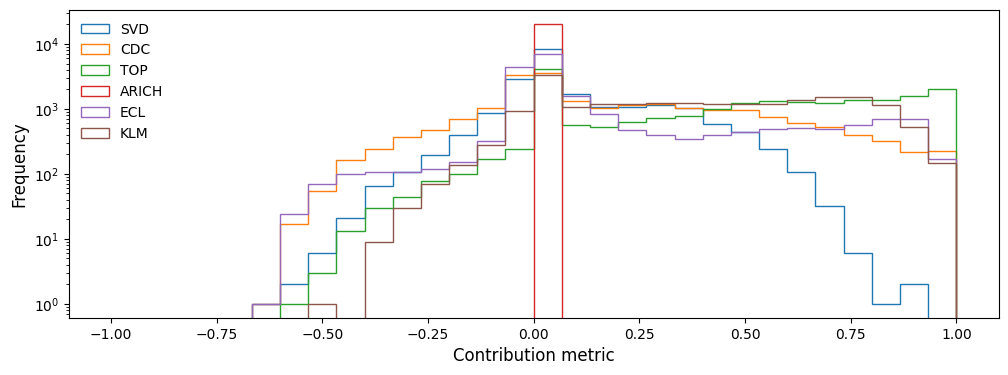 SVD
CDC
TOP
ARICH
ECL
KLM
Frequency
10⁴
10³
10²
10¹
10⁰
−1.00 −0.75 −0.50 −0.25 0.00 0.25 0.50 0.75 1.00
Contribution metric